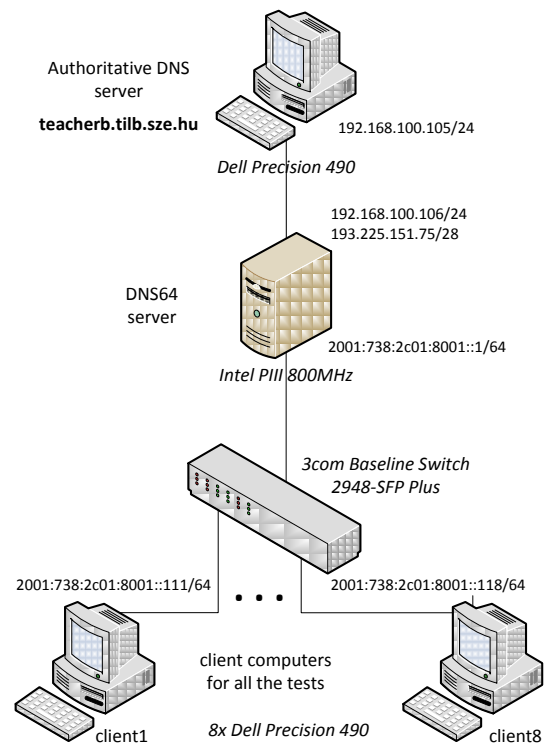 Authoritative DNS
server
teacherb.tilb.sze.hu
192.168.100.105/24
Dell Precision 490
192.168.100.106/24
193.225.151.75/28
DNS64
server
2001:738:2c01:8001::1/64
Intel PIII 800MHz
3com Baseline Switch
2948-SFP Plus
2001:738:2c01:8001::111/64
2001:738:2c01:8001::118/64
. . .
client computers
for all the tests
client1
8x Dell Precision 490
client8